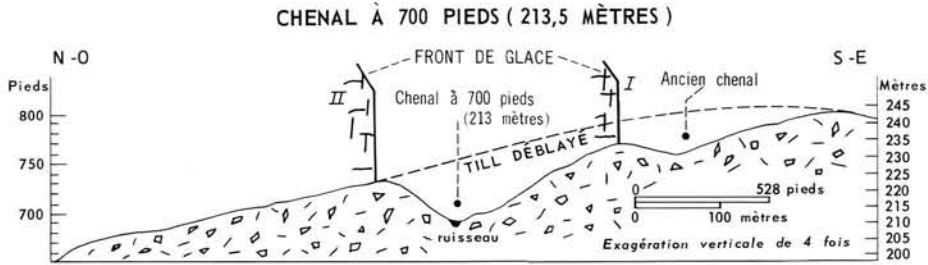 CHENAL À 700 PIEDS ( 213,5 MÈTRES )
N-O
S-E
FRONT DE GLACE
Pieds
Mètres
II
I
Ancien chenal
Chenal à 700 pieds
(213 mètres)
800
750
700
245
240
235
230
225
220
215
210
205
200
TILL DÉBLAYÉ
0 528 pieds
0 100
mètres
ruisseau
Exagération verticale de 4 fois